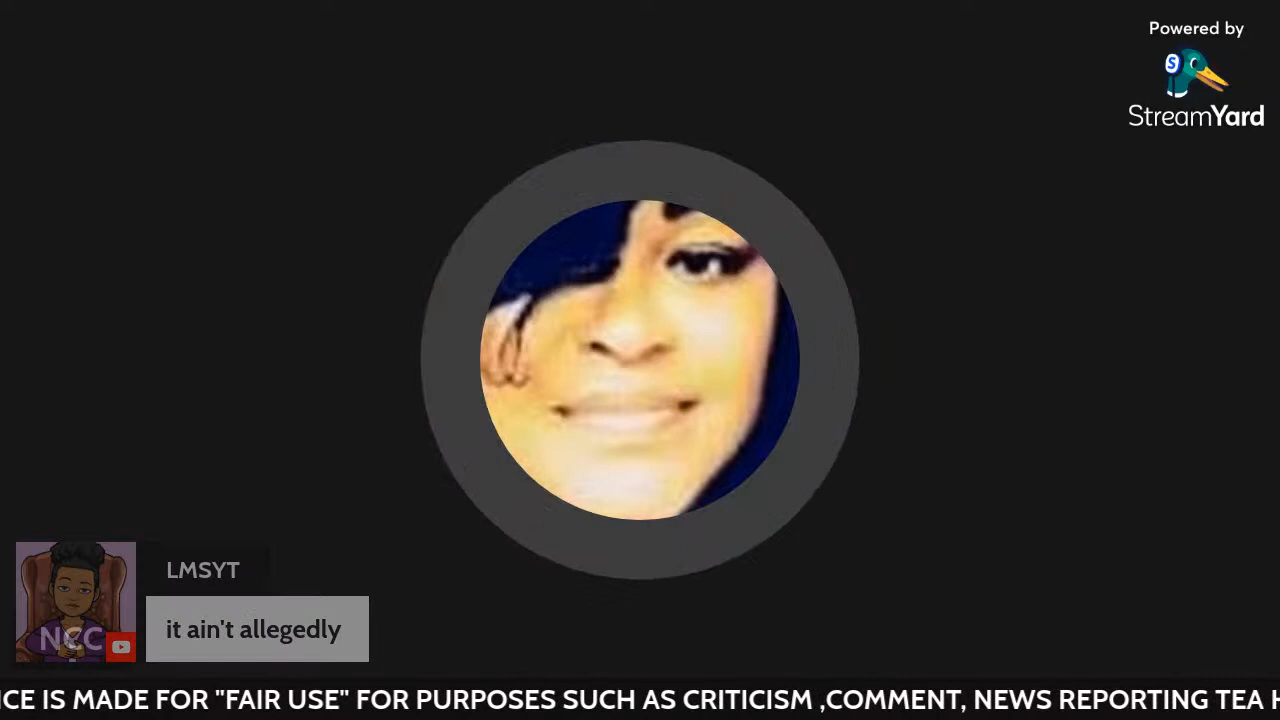 Powered by
S
StreamYard
LMSYT
NCC
it ain't allegedly
ICE IS MADE FOR "FAIR USE" FOR PURPOSES SUCH AS CRITICISM ,COMMENT, NEWS REPORTING TEA H